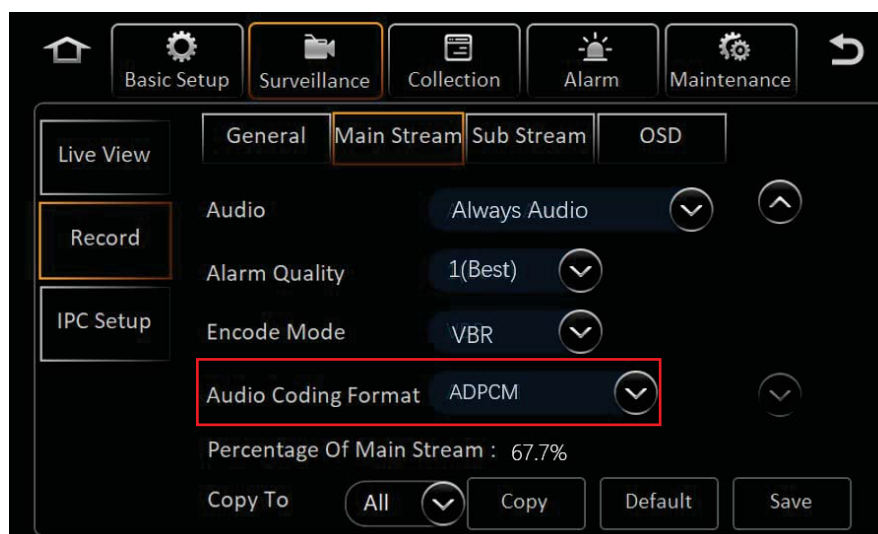 Basic Setup Surveillance Collection Alarm Maintenance
General Main Stream Sub Stream OSD
Live View
Audio Always Audio
Record
Alarm Quality 1(Best)
IPC Setup
Encode Mode VBR
Audio Coding Format ADPCM
Percentage Of Main Stream : 67.7%
Copy To All Copy Default Save